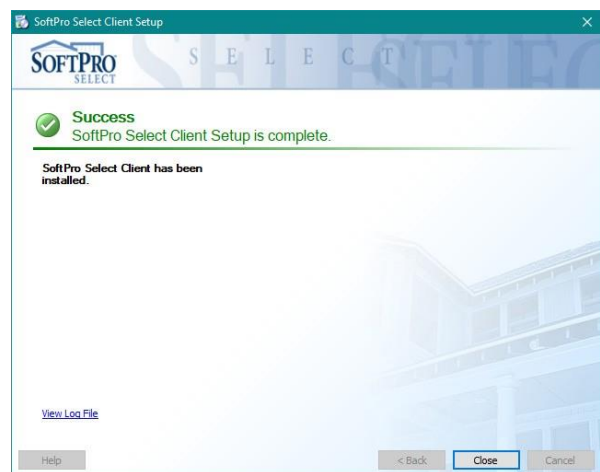 SoftPro Select Client Setup
SOFTPRO
SELECT
SELECT
Success
SoftPro Select Client Setup is complete.
SoftPro Select Client has been
installed.
View Log File
Help
< Back
Close
Cancel